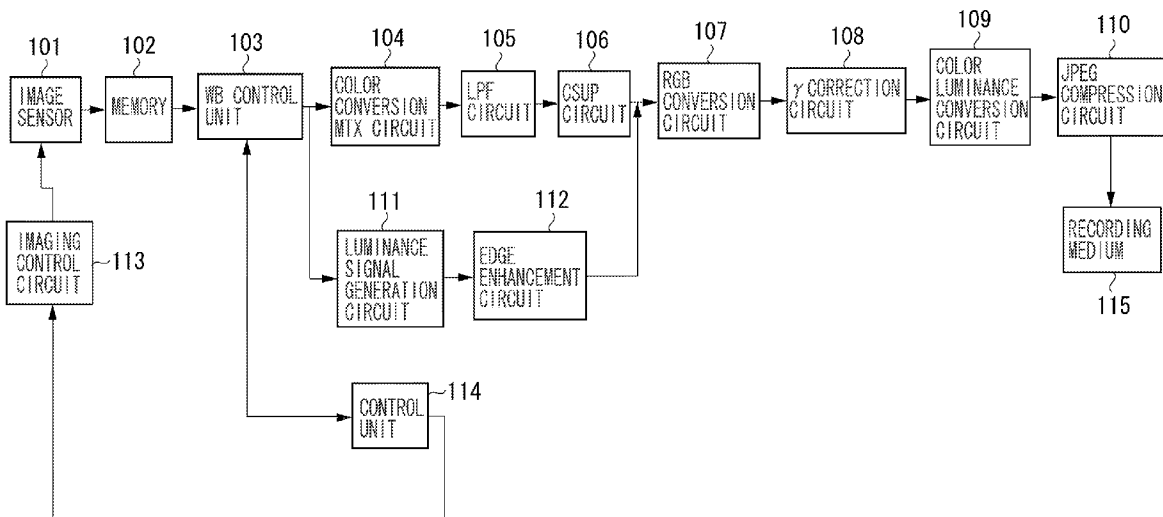 101
IMAGE
SENSOR
102
MEMORY
103
WB CONTROL
UNIT
104
COLOR
CONVERSION
MTX CIRCUIT
105
LPF
CIRCUIT
106
CSUP
CIRCUIT
107
RGB
CONVERSION
CIRCUIT
108
γ CORRECTION
CIRCUIT
109
COLOR
LUMINANCE
CONVERSION
CIRCUIT
110
JPEG
COMPRESSION
CIRCUIT
111
LUMINANCE
SIGNAL
GENERATION
CIRCUIT
112
EDGE
ENHANCEMENT
CIRCUIT
IMAGING
CONTROL
CIRCUIT
113
RECORDING
MEDIUM
115
CONTROL
UNIT
114